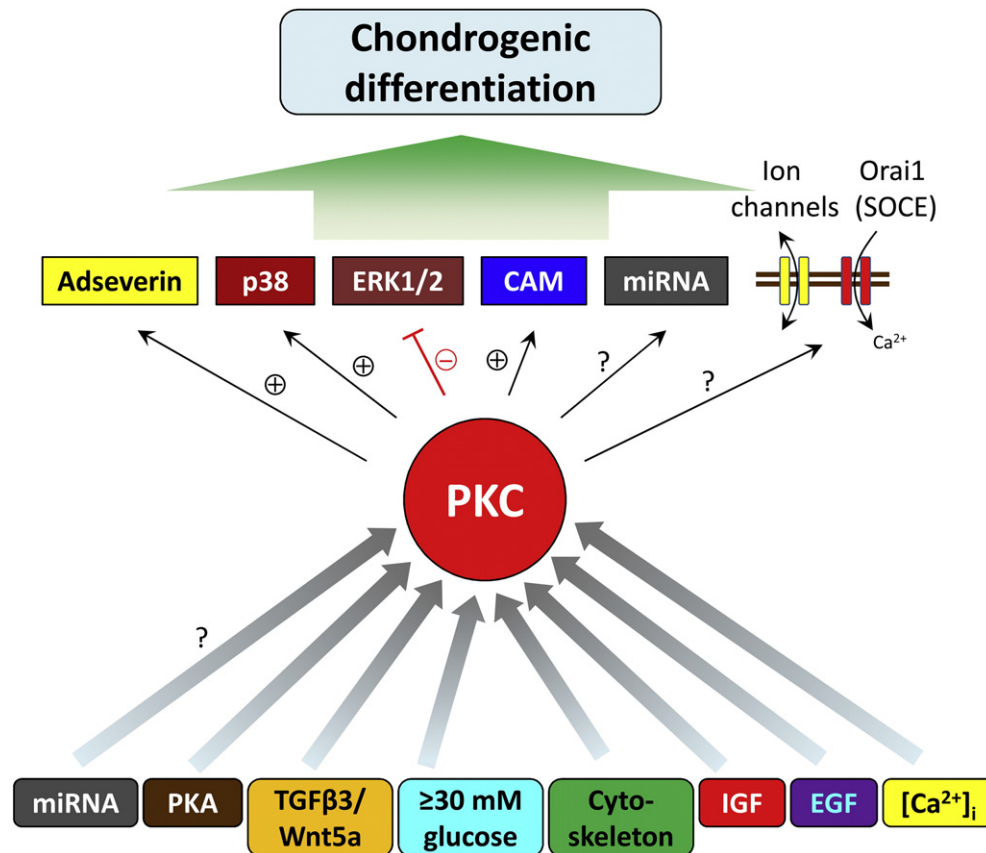 Chondrogenic
differentiation
Ion
channels
Orai1
(SOCE)
Adseverin
p38
ERK1/2
CAM
miRNA
Ca²⁺
⊕
⊕
⊖
⊕
?
?
PKC
?
miRNA
PKA
TGFβ3/
Wnt5a
≥30 mM
glucose
Cyto-
skeleton
IGF
EGF
[Ca²⁺]ᵢ